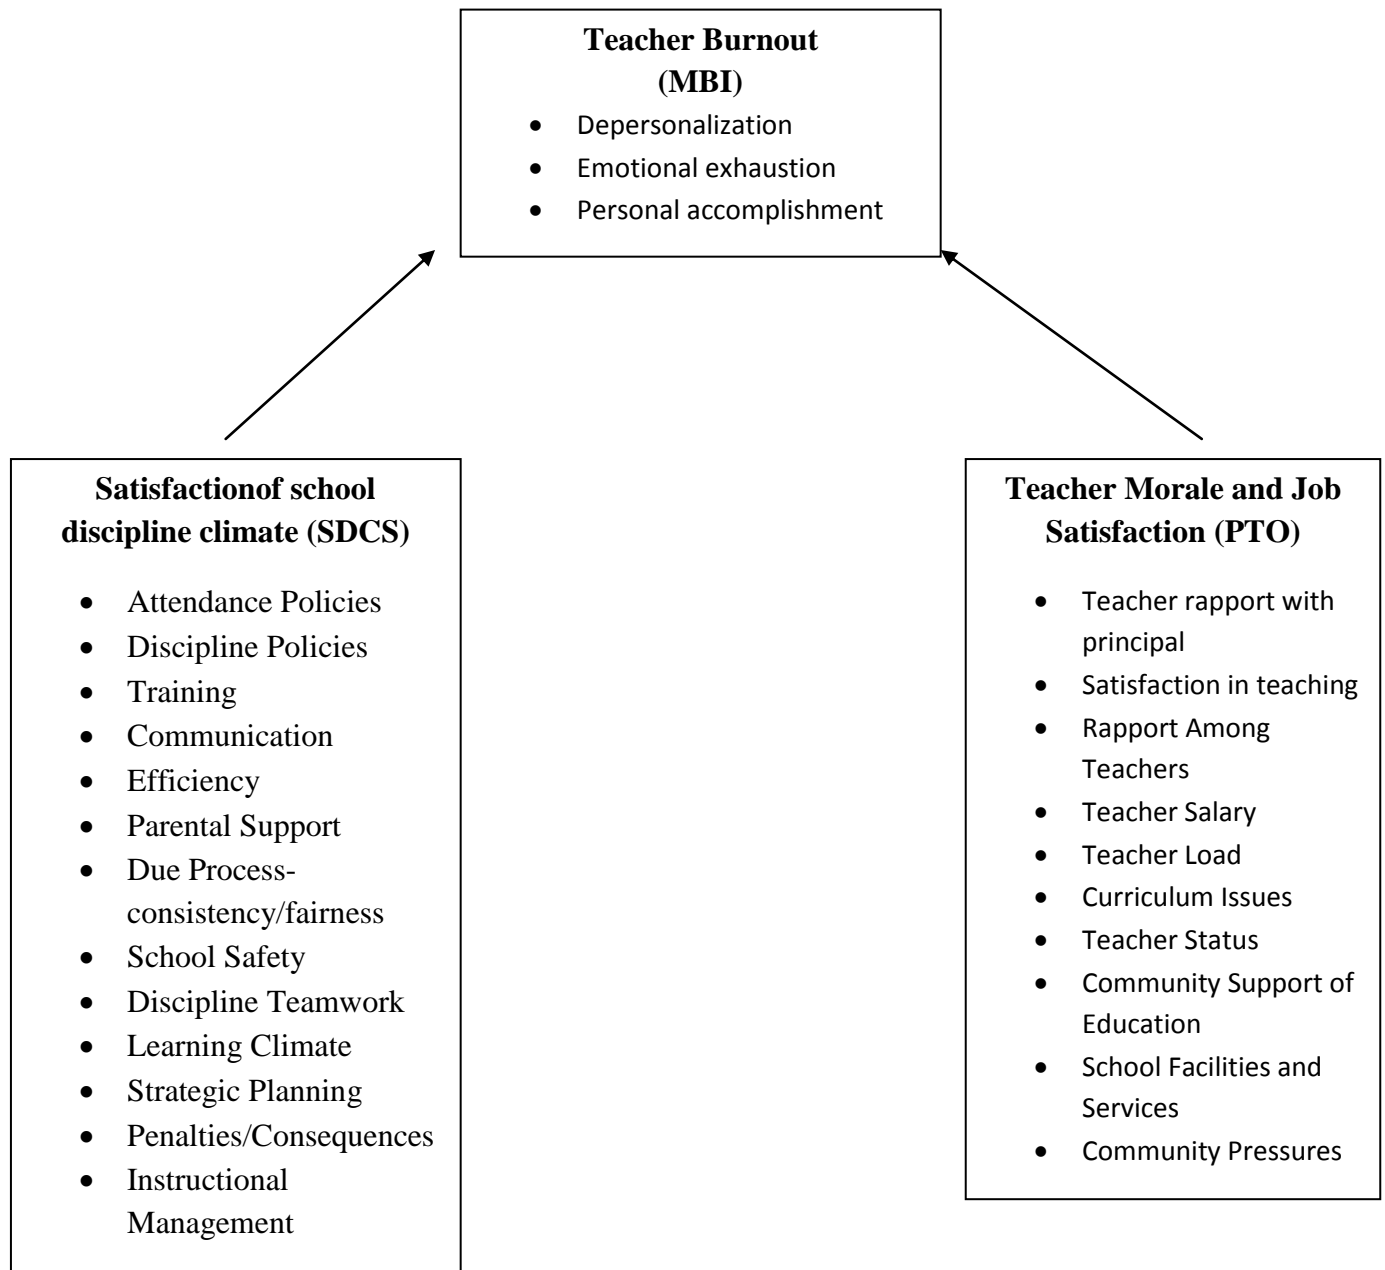 Teacher Burnout
(MBI)
• Depersonalization
• Emotional exhaustion
• Personal accomplishment
Satisfactionof school
discipline climate (SDCS)
• Attendance Policies
• Discipline Policies
• Training
• Communication
• Efficiency
• Parental Support
• Due Process-
consistency/fairness
• School Safety
• Discipline Teamwork
• Learning Climate
• Strategic Planning
• Penalties/Consequences
• Instructional
Management
Teacher Morale and Job
Satisfaction (PTO)
• Teacher rapport with
principal
• Satisfaction in teaching
• Rapport Among
Teachers
• Teacher Salary
• Teacher Load
• Curriculum Issues
• Teacher Status
• Community Support of
Education
• School Facilities and
Services
• Community Pressures